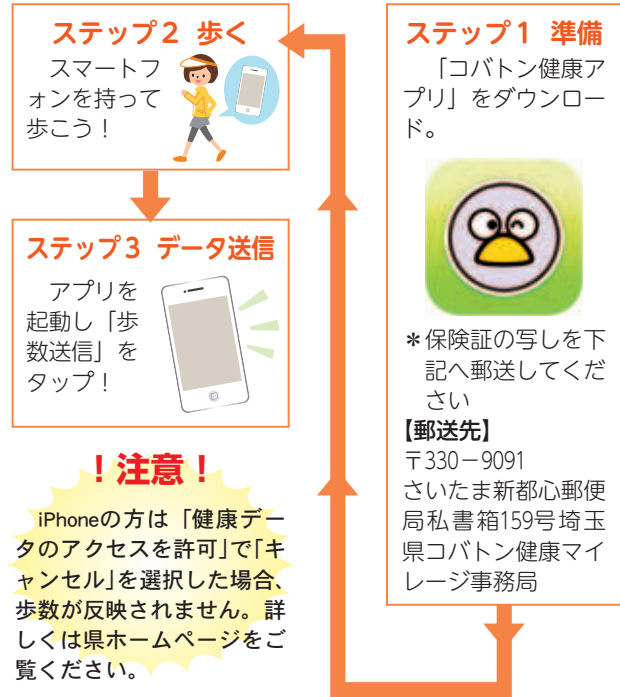 ステップ1 準備
「コバトン健康ア
プリ」をダウンロー
ド。
＊保険証の写しを下
記へ郵送してくだ
さい
【郵送先】
〒330－9091
さいたま新都心郵便
局私書箱159号埼玉
県コバトン健康マイ
レージ事務局
ステップ2 歩く
スマートフ
ォンを持って
歩こう！
ステップ3 データ送信
アプリを
起動し「歩
数送信」を
タップ！
！注意！
iPhoneの方は「健康デー
タのアクセスを許可」で「キ
ャンセル」を選択した場合、
歩数が反映されません。詳
しくは県ホームページをご
覧ください。